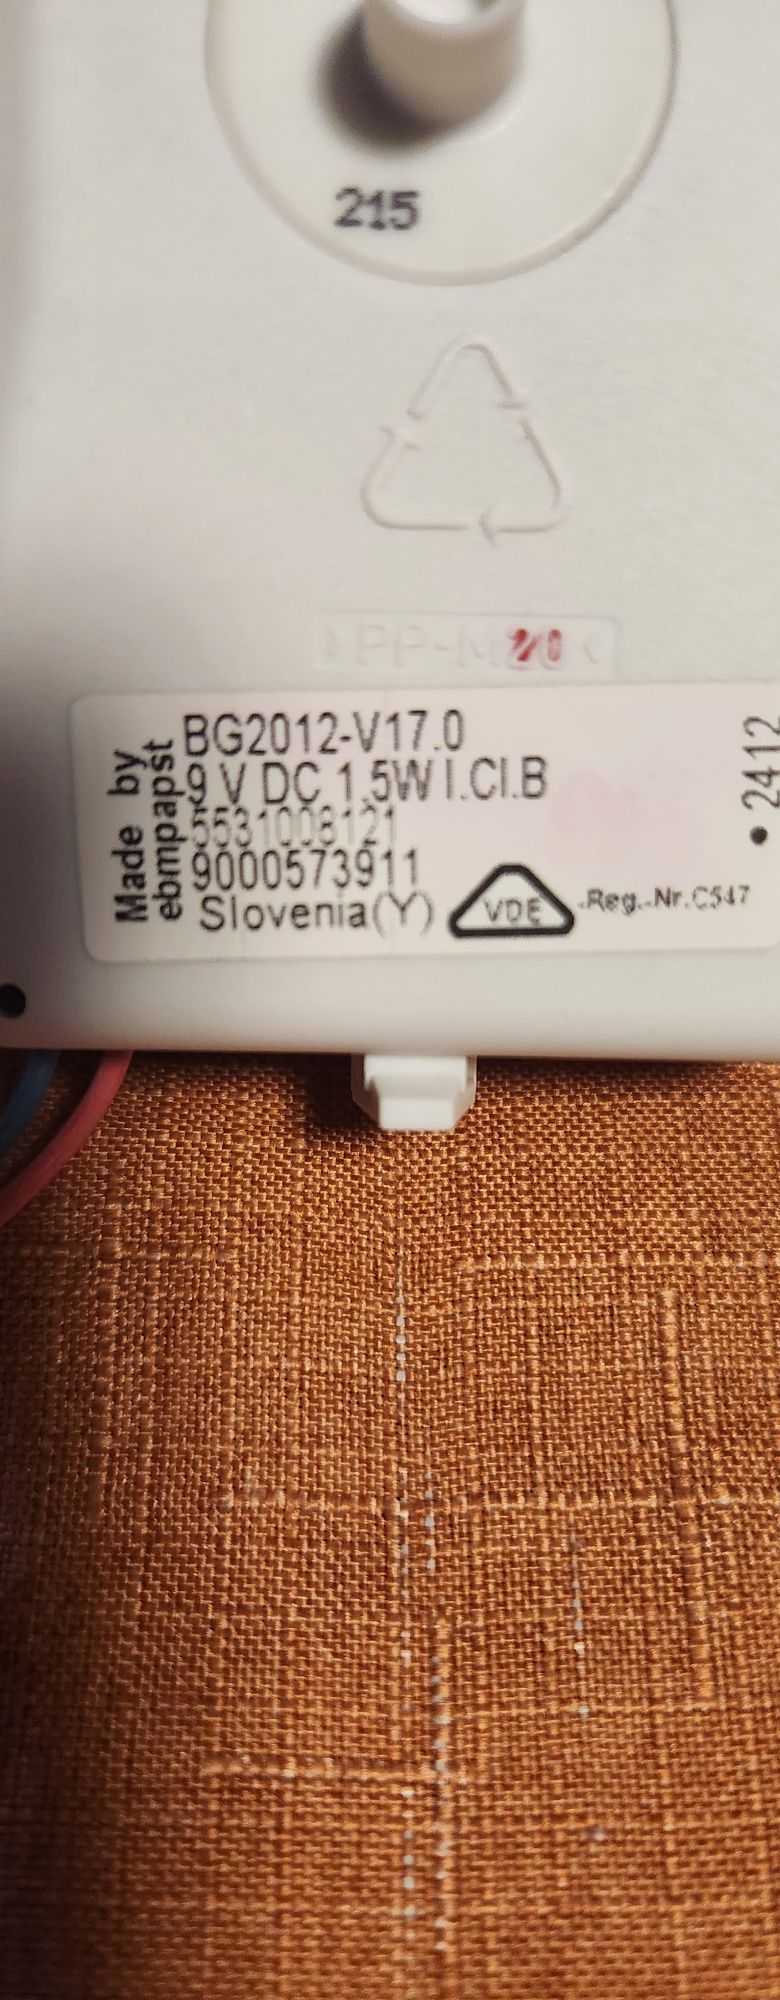 215
BG2012-V17.0
9 V DC 1,5W I.Cl.B
5531008121
9000573911
Slovenia(Y)
Made by
ebmpapst
VDE
-Reg.-Nr.C547
• 2412